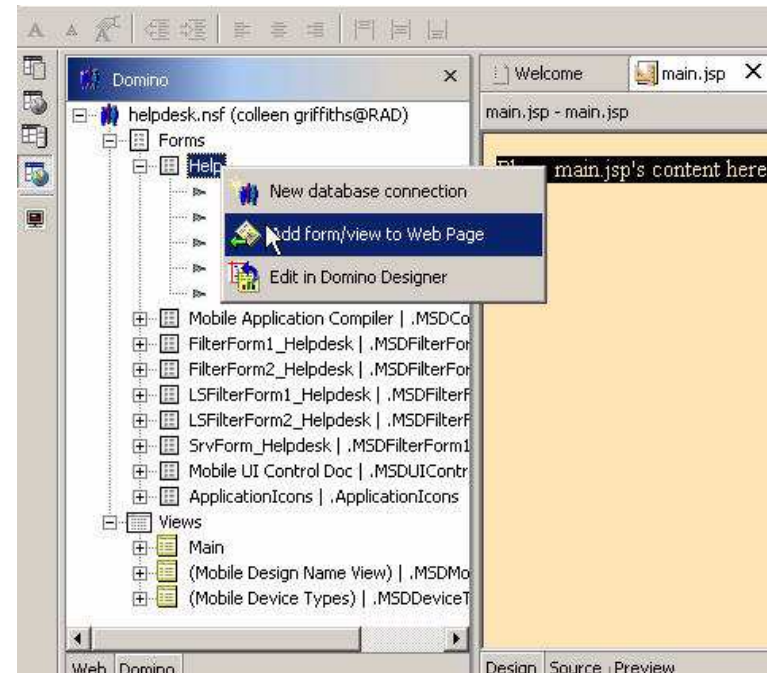 Domino
helpdesk.nsf (colleen griffiths@RAD)
Forms
Help
New database connection
Add form/view to Web Page
Edit in Domino Designer
Mobile Application Compiler | .MSDCo
FilterForm1_Helpdesk | .MSDFilterFor
FilterForm2_Helpdesk | .MSDFilterFor
LSFilterForm1_Helpdesk | .MSDFilterF
LSFilterForm2_Helpdesk | .MSDFilterF
SrvForm_Helpdesk | .MSDFilterForm1
Mobile UI Control Doc | .MSDUIContr
ApplicationIcons | .ApplicationIcons
Views
Main
(Mobile Design Name View) | .MSDMo
(Mobile Device Types) | .MSDDeviceT
Web Domino
Welcome
main.jsp
main.jsp - main.jsp
main.jsp's content here
Design Source Preview